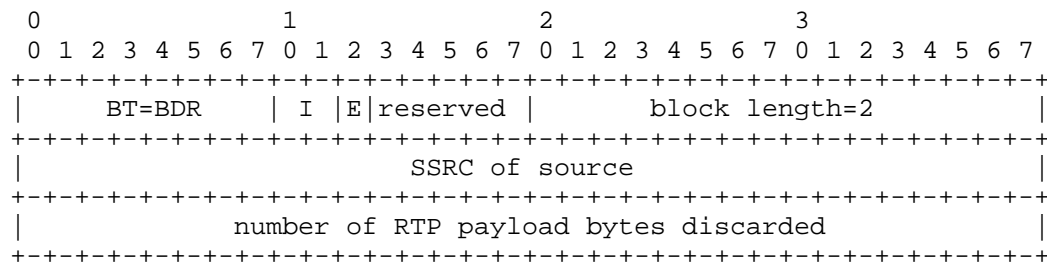 0                   1                   2                   3
 0 1 2 3 4 5 6 7 0 1 2 3 4 5 6 7 0 1 2 3 4 5 6 7 0 1 2 3 4 5 6 7
+-+-+-+-+-+-+-+-+-+-+-+-+-+-+-+-+-+-+-+-+-+-+-+-+-+-+-+-+-+-+-+-+
|     BT=BDR    | I |E|reserved |       block length=2          |
+-+-+-+-+-+-+-+-+-+-+-+-+-+-+-+-+-+-+-+-+-+-+-+-+-+-+-+-+-+-+-+-+
|                        SSRC of source                         |
+-+-+-+-+-+-+-+-+-+-+-+-+-+-+-+-+-+-+-+-+-+-+-+-+-+-+-+-+-+-+-+-+
|             number of RTP payload bytes discarded             |
+-+-+-+-+-+-+-+-+-+-+-+-+-+-+-+-+-+-+-+-+-+-+-+-+-+-+-+-+-+-+-+-+